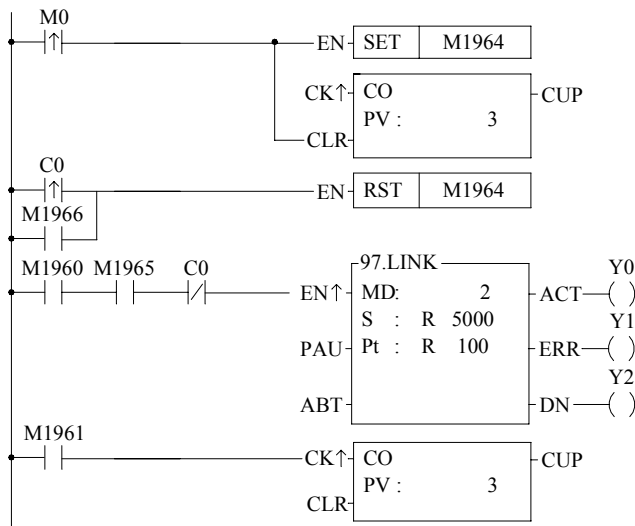 M0
EN SET M1964
CK↑ CO CUP
PV : 3
CLR
C0
EN RST M1964
M1966
M1960 M1965 C0
97.LINK Y0
EN↑ MD: 2 ACT
S : R 5000 Y1
PAU Pt : R 100 ERR
Y2
ABT DN
M1961
CK↑ CO CUP
PV : 3
CLR